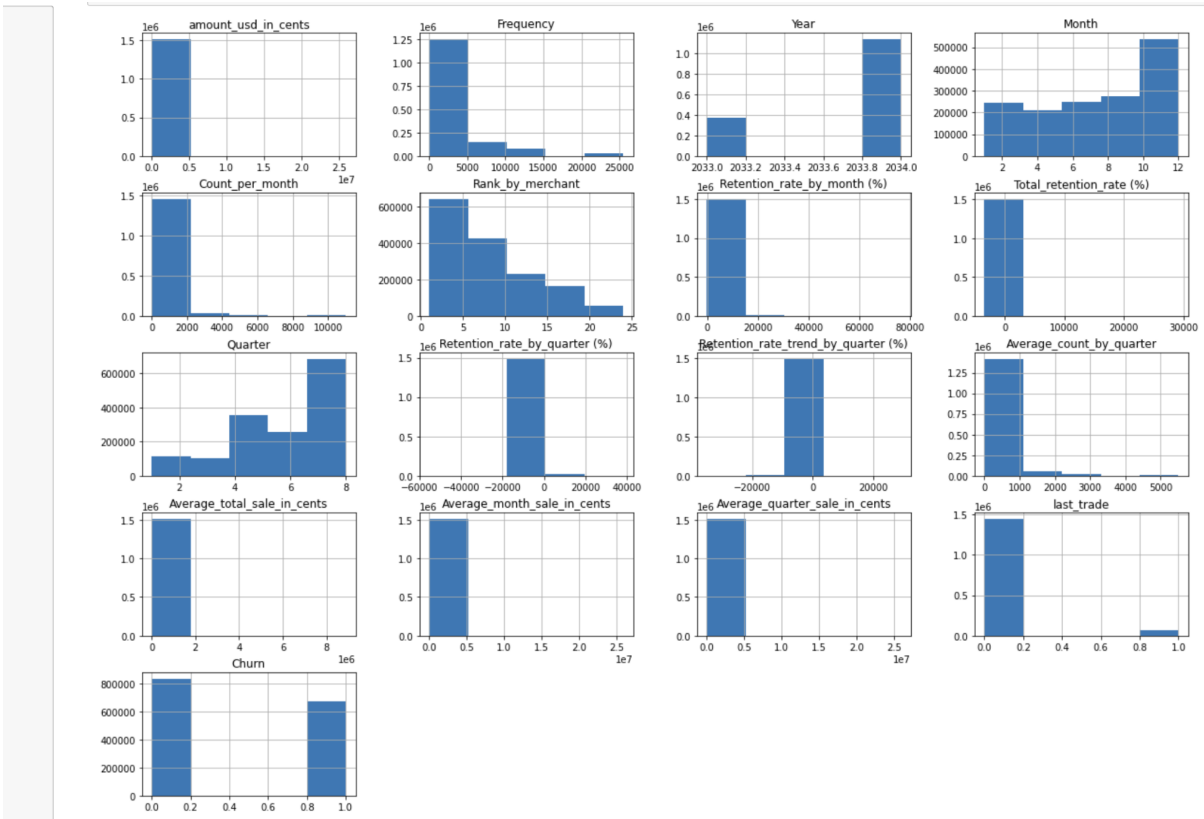 amount_usd_in_cents
1e6
1.5
1.0
0.5
0.0
0.0 0.5 1.0 1.5 2.0 2.5
1e7
Frequency
1e6
1.25
1.00
0.75
0.50
0.25
0.00
0 5000 10000 15000 20000 25000
Year
1e6
1.0
0.8
0.6
0.4
0.2
0.0
2033.0 2033.2 2033.4 2033.6 2033.8 2034.0
Month
500000
400000
300000
200000
100000
0
2 4 6 8 10 12
Count_per_month
1e6
1.5
1.0
0.5
0.0
0 2000 4000 6000 8000 10000
Rank_by_merchant
600000
400000
200000
0
0 5 10 15 20 25
Retention_rate_by_month (%)
1e6
1.5
1.0
0.5
0.0
0 20000 40000 60000 80000
Total_retention_rate (%)
1e6
1.5
1.0
0.5
0.0
0 10000 20000 30000
Quarter
600000
400000
200000
0
2 4 6 8
Retention_rate_by_quarter (%)
1e6
1.5
1.0
0.5
0.0
−60000 −40000 −20000 0 20000 40000
Retention_rate_trend_by_quarter (%)
1e6
1.5
1.0
0.5
0.0
−20000 0 20000
Average_count_by_quarter
1e6
1.25
1.00
0.75
0.50
0.25
0.00
0 1000 2000 3000 4000 5000
Average_total_sale_in_cents
1e6
1.5
1.0
0.5
0.0
0 2 4 6 8
1e6
Average_month_sale_in_cents
1e6
1.5
1.0
0.5
0.0
0.0 0.5 1.0 1.5 2.0 2.5
1e7
Average_quarter_sale_in_cents
1e6
1.5
1.0
0.5
0.0
0.0 0.5 1.0 1.5 2.0 2.5
1e7
last_trade
1e6
1.5
1.0
0.5
0.0
0.0 0.2 0.4 0.6 0.8 1.0
Churn
800000
600000
400000
200000
0
0.0 0.2 0.4 0.6 0.8 1.0